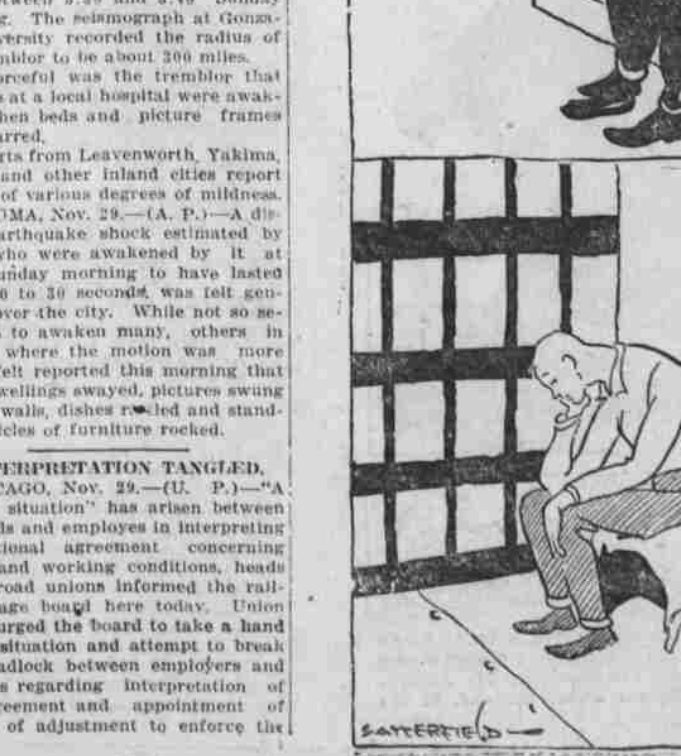 g. The seismograph at Gonza-
versity recorded the radius of
mblor to be about 300 miles.
orceful was the tremblor that
s at a local hospital were awak-
hen beds and picture frames
arred.
rts from Leavenworth, Yakima,
and other inland cities report
of various degrees of mildness.
OMA, Nov. 29.—(A. P.)—A dis-
arthquake shock estimated by
who were awakened by it at
unday morning to have lasted
0 to 30 seconds, was felt gen-
over the city. While not so se-
s to awaken many, others in
where the motion was more
felt reported this morning that
wellings swayed, pictures swung
walls, dishes and stand-
icles of furniture rocked.
TERPRETATION TANGLED.
CAGO, Nov. 29.—(U. P.)—"A
situation" has arisen between
ds and employes in interpreting
tional agreement concerning
and working conditions, heads
road unions informed the rail-
age board here today. Union
urged the board to take a hand
situation and attempt to break
adlock between employers and
s regarding interpretation of
reement and appointment of
of adjustment to enforce the
SATTERFIELD